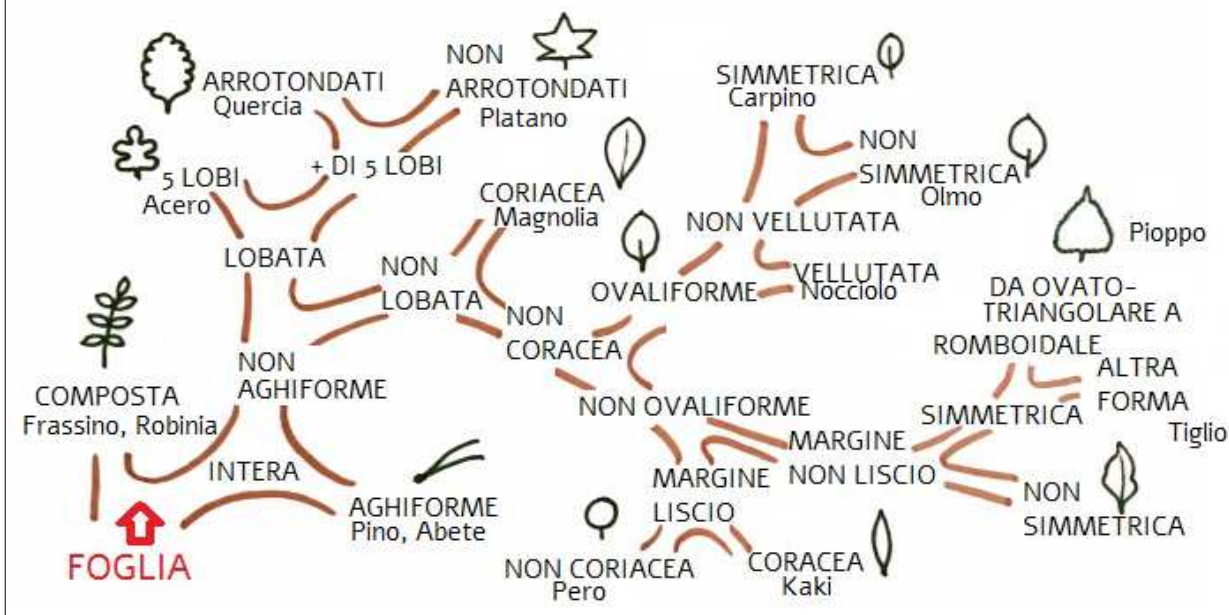 ARROTONDATI
Quercia
NON
ARROTONDATI
Platano
SIMMETRICA
Carpino
NON
SIMMETRICA
Olmo
5 LOBI
Acero
+ DI 5 LOBI
CORIACEA
Magnolia
NON VELLUTATA
Pioppo
LOBATA
NON
LOBATA
OVALIFORME
VELLUTATA
Nocciolo
DA OVATO-
TRIANGOLARE A
ROMBOIDALE
NON
CORACEA
NON
AGHIFORME
COMPOSTA
Frassino, Robinia
NON OVALIFORME
SIMMETRICA
ALTRA
FORMA
Tiglio
MARGINE
NON LISCIO
INTERA
MARGINE
LISCIO
NON
SIMMETRICA
AGHIFORME
Pino, Abete
FOGLIA
NON CORIACEA
Pero
CORACEA
Kaki